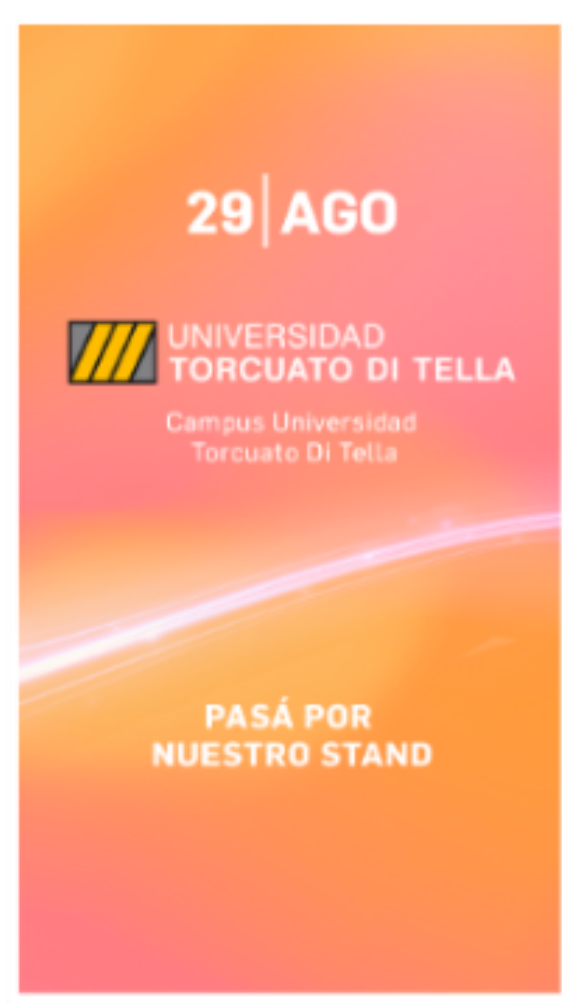 29 | AGO
UNIVERSIDAD
TORCUATO DI TELLA
Campus Universidad
Torcuato Di Tella
PASÁ POR
NUESTRO STAND